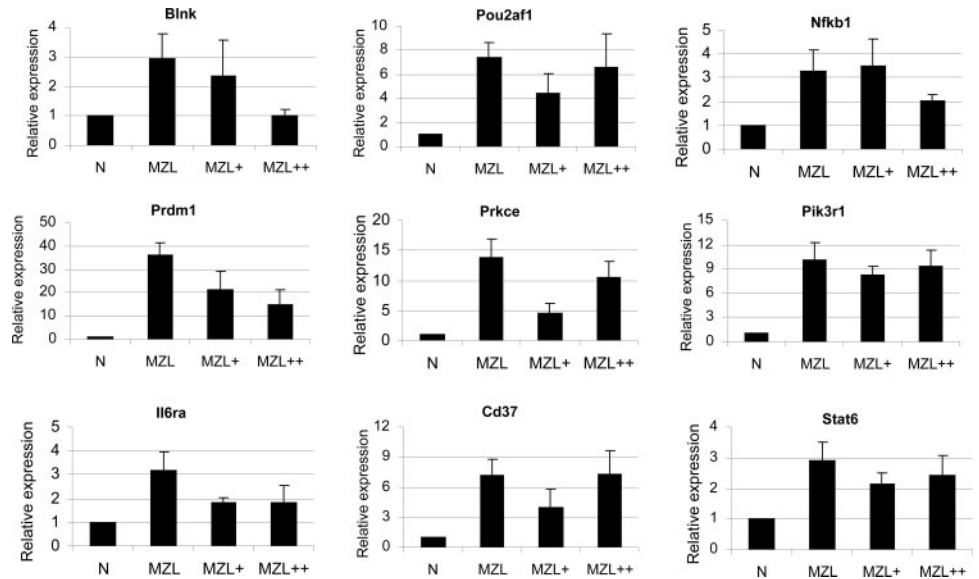 Blnk
Relative expression
4
3
2
1
0
N MZL MZL+ MZL++
Pou2af1
Relative expression
10
8
6
4
2
0
N MZL MZL+ MZL++
Nfkb1
Relative expression
5
4
3
2
1
0
N MZL MZL+ MZL++
Prdm1
Relative expression
50
40
30
20
10
0
N MZL MZL+ MZL++
Prkce
Relative expression
20
15
10
5
0
N MZL MZL+ MZL++
Pik3r1
Relative expression
15
12
9
6
3
0
N MZL MZL+ MZL++
Il6ra
Relative expression
5
4
3
2
1
0
N MZL MZL+ MZL++
Cd37
Relative expression
12
9
6
3
0
N MZL MZL+ MZL++
Stat6
Relative expression
4
3
2
1
0
N MZL MZL+ MZL++